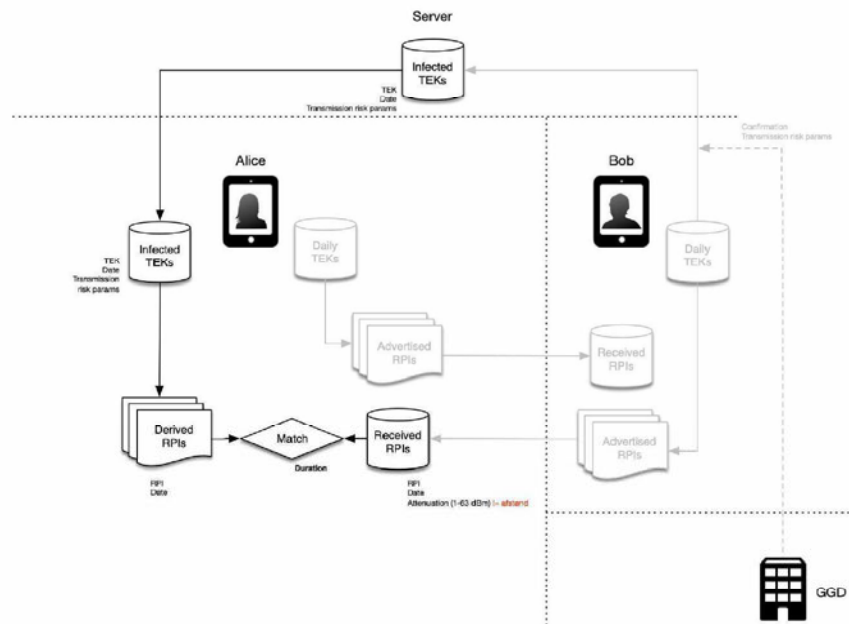 Server
Infected
TEKs
TEK
Date
Transmission risk params
Confirmation
Transmission risk params
Alice
Bob
Infected
TEKs
TEK
Date
Transmission
risk params
Daily
TEKs
Daily
TEKs
Advertised
RPIs
Received
RPIs
Derived
RPIs
Match
Duration
Received
RPIs
Advertised
RPIs
RPI
Date
RPI
Date
Attenuation (1-63 dBm) != afstand
GGD